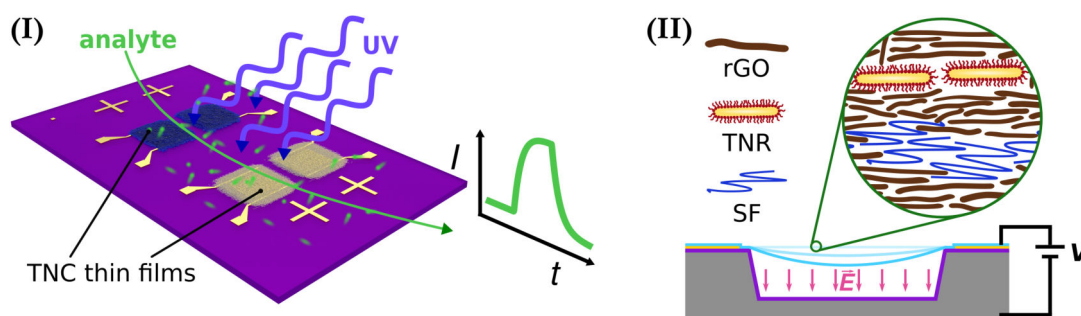 (I)
analyte
UV
TNC thin films
I
t
(II)
rGO
TNR
SF
E
V